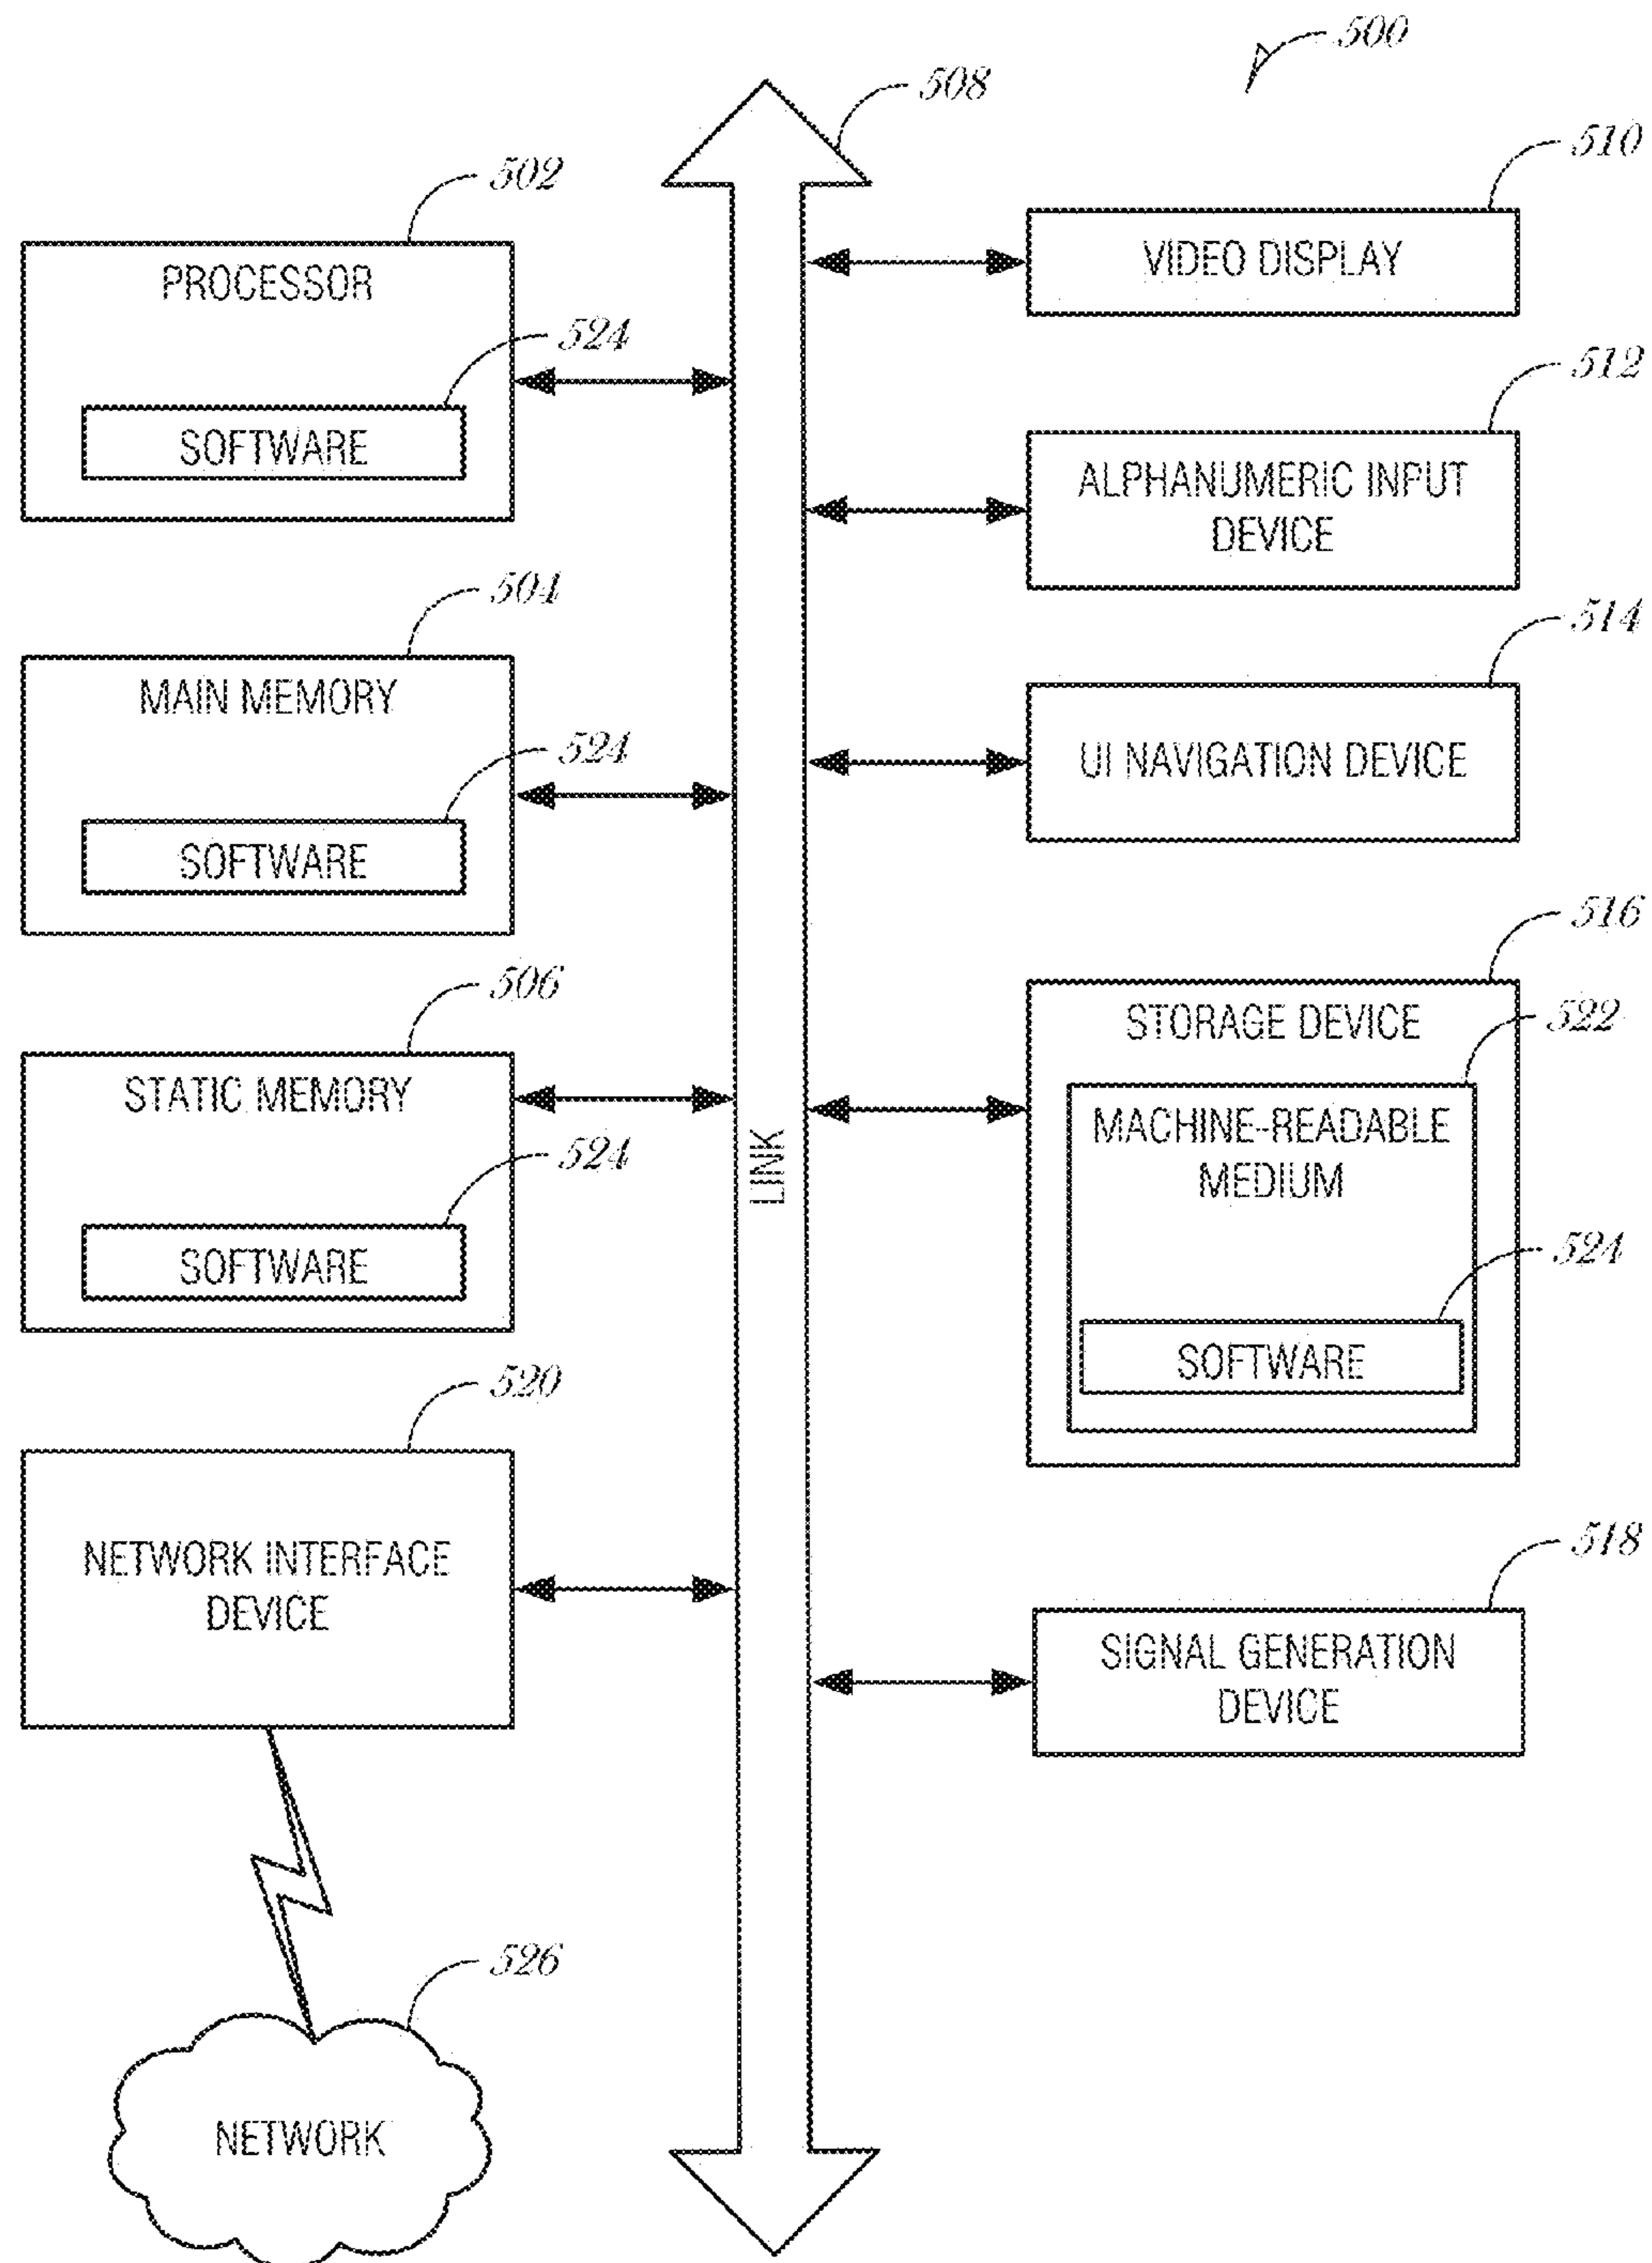 500
508
502
PROCESSOR
524
SOFTWARE
504
MAIN MEMORY
524
SOFTWARE
506
STATIC MEMORY
524
SOFTWARE
520
NETWORK INTERFACE
DEVICE
526
NETWORK
LINK
510
VIDEO DISPLAY
512
ALPHANUMERIC INPUT
DEVICE
514
UI NAVIGATION DEVICE
516
STORAGE DEVICE
522
MACHINE-READABLE
MEDIUM
524
SOFTWARE
518
SIGNAL GENERATION
DEVICE